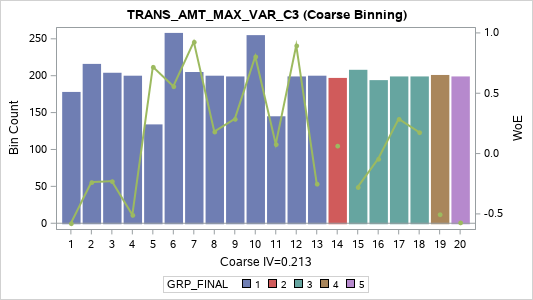 TRANS_AMT_MAX_VAR_C3 (Coarse Binning)
250
200
150
100
50
0
Bin Count
1.0
0.5
0.0
-0.5
WoE
1 2 3 4 5 6 7 8 9 10 11 12 13 14 15 16 17 18 19 20
Coarse IV=0.213
GRP_FINAL 1 2 3 4 5